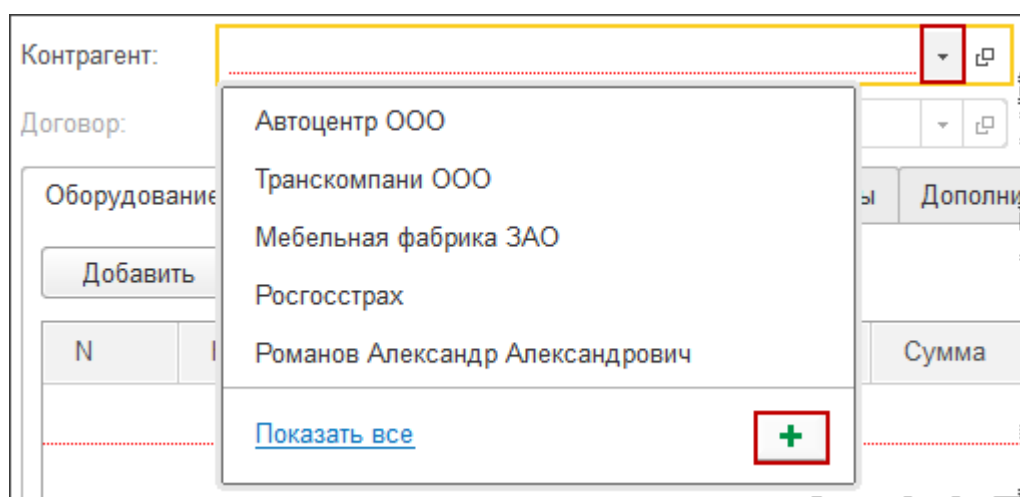 Контрагент:
Договор:
Автоцентр ООО
Транскомпани ООО
Мебельная фабрика ЗАО
Росгосстрах
Романов Александр Александрович
Показать все
Оборудование
Дополни
Добавить
N
Сумма